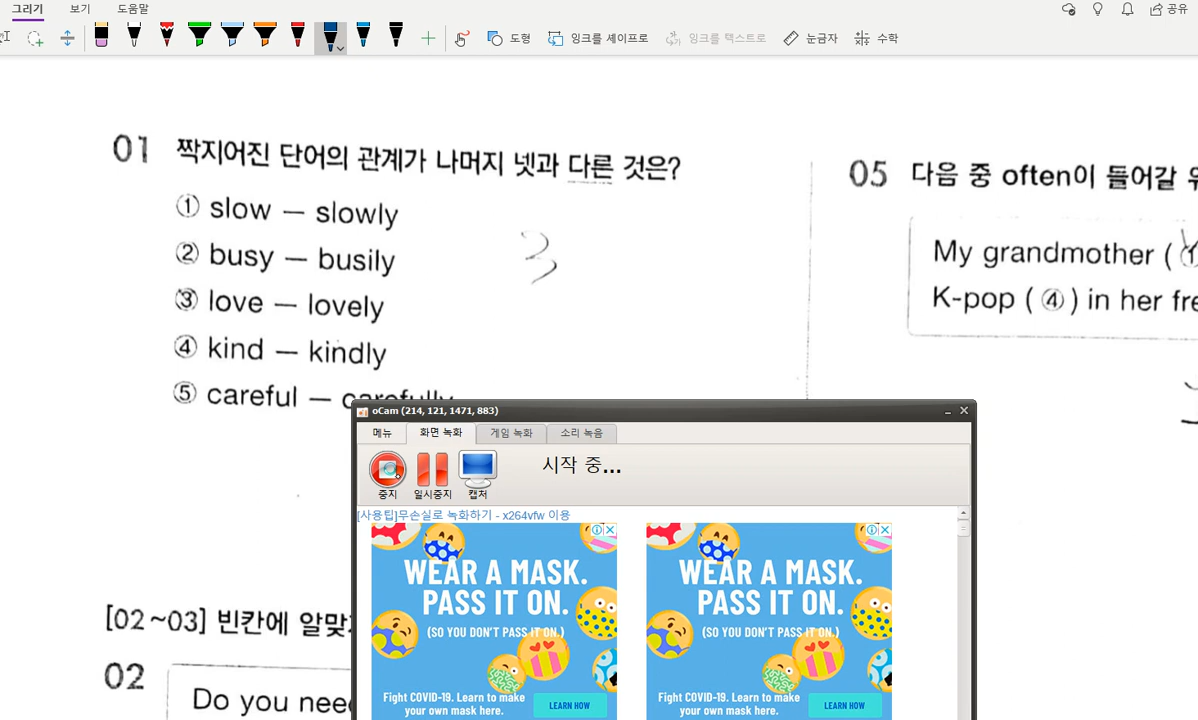 그리기 보기 도움말 공유
도형 잉크를 셰이프로 잉크를 텍스트로 눈금자 수학
01 짝지어진 단어의 관계가 나머지 넷과 다른 것은?
① slow — slowly
② busy — busily
③ love — lovely
④ kind — kindly
⑤ careful — carefully
3
05 다음 중 often이 들어갈
My grandmother (
K-pop ( ④ ) in her
oCam (214, 121, 1471, 883)
메뉴 화면 녹화 게임 녹화 소리 녹음
시작 중...
중지 일시중지 캡처
[사용팁]무손실로 녹화하기 - x264vfw 이용
WEAR A MASK.
PASS IT ON.
(SO YOU DON'T PASS IT ON.)
Fight COVID-19. Learn to make
your own mask here.
LEARN HOW
WEAR A MASK.
PASS IT ON.
(SO YOU DON'T PASS IT ON.)
Fight COVID-19. Learn to make
your own mask here.
LEARN HOW
[02~03] 빈칸에
02
Do you